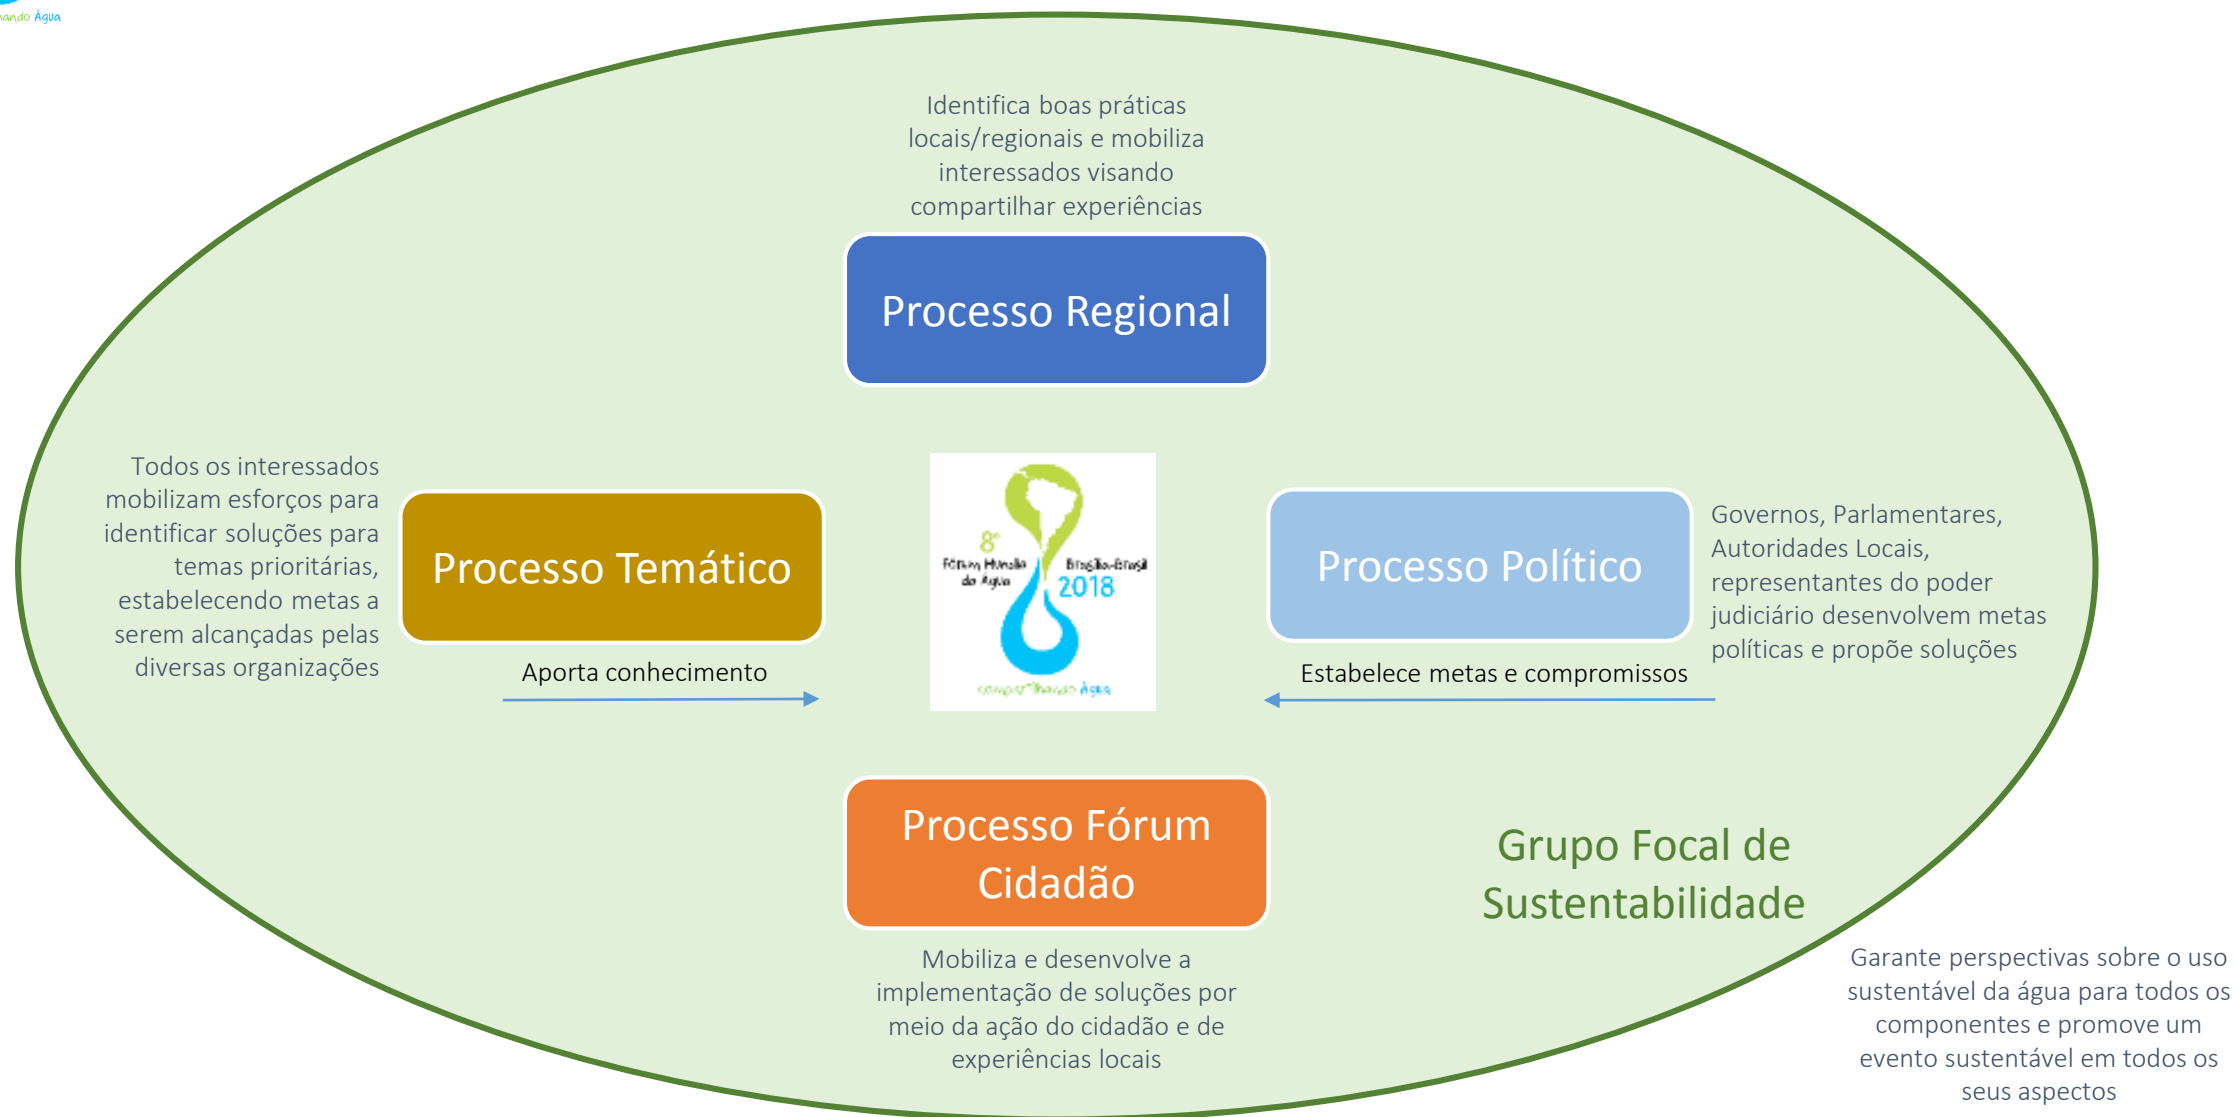 Água
Identifica boas práticas
locais/regionais e mobiliza
interessados visando
compartilhar experiências
Processo Regional
Todos os interessados
mobilizam esforços para
identificar soluções para
temas prioritárias,
estabelecendo metas a
serem alcançadas pelas
diversas organizações
Processo Temático
Aporta conhecimento
8º
Fórum Mundial
da Água
Brasília-Brasil
2018
compartilhando Água
Processo Político
Estabelece metas e compromissos
Governos, Parlamentares,
Autoridades Locais,
representantes do poder
judiciário desenvolvem metas
políticas e propõe soluções
Processo Fórum
Cidadão
Mobiliza e desenvolve a
implementação de soluções por
meio da ação do cidadão e de
experiências locais
Grupo Focal de
Sustentabilidade
Garante perspectivas sobre o uso
sustentável da água para todos os
componentes e promove um
evento sustentável em todos os
seus aspectos